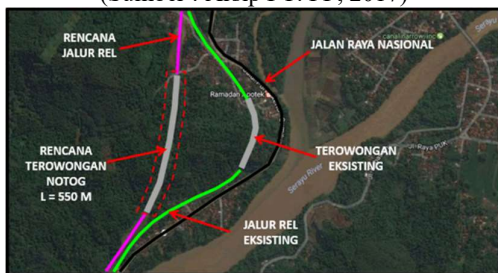 RENCANA
JALUR REL
JALAN RAYA NASIONAL
Ramadan Apotek
RENCANA
TEROWONGAN
NOTOG
L = 550 M
TEROWONGAN
EKSISTING
Serayu River
JALUR REL
EKSISTING